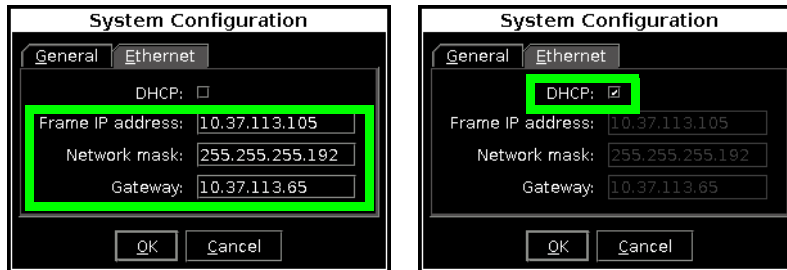 System Configuration
General Ethernet
DHCP:
Frame IP address: 10.37.113.105
Network mask: 255.255.255.192
Gateway: 10.37.113.65
OK Cancel
System Configuration
General Ethernet
DHCP:
Frame IP address: 10.37.113.105
Network mask: 255.255.255.192
Gateway: 10.37.113.65
OK Cancel